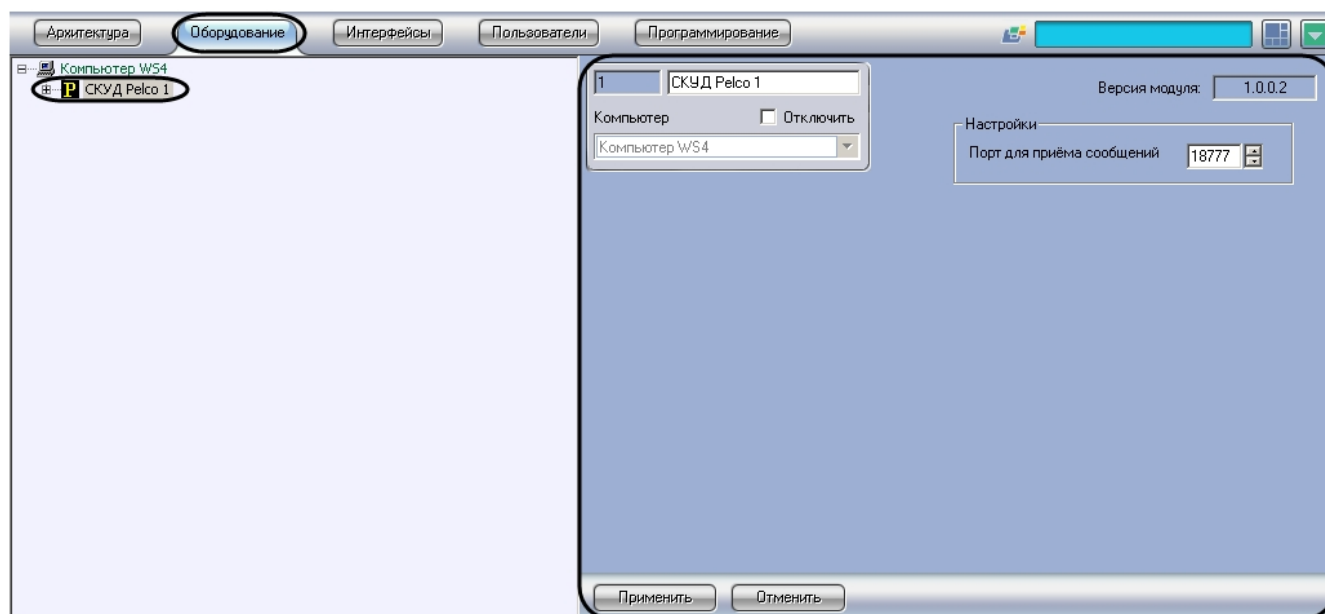 Архитектура Оборудование Интерфейсы Пользователи Программирование
Компьютер WS4
P СКУД Pelco 1
1 СКУД Pelco 1
Версия модуля: 1.0.0.2
Компьютер Отключить
Настройки
Компьютер WS4
Порт для приёма сообщений 18777
Применить Отменить